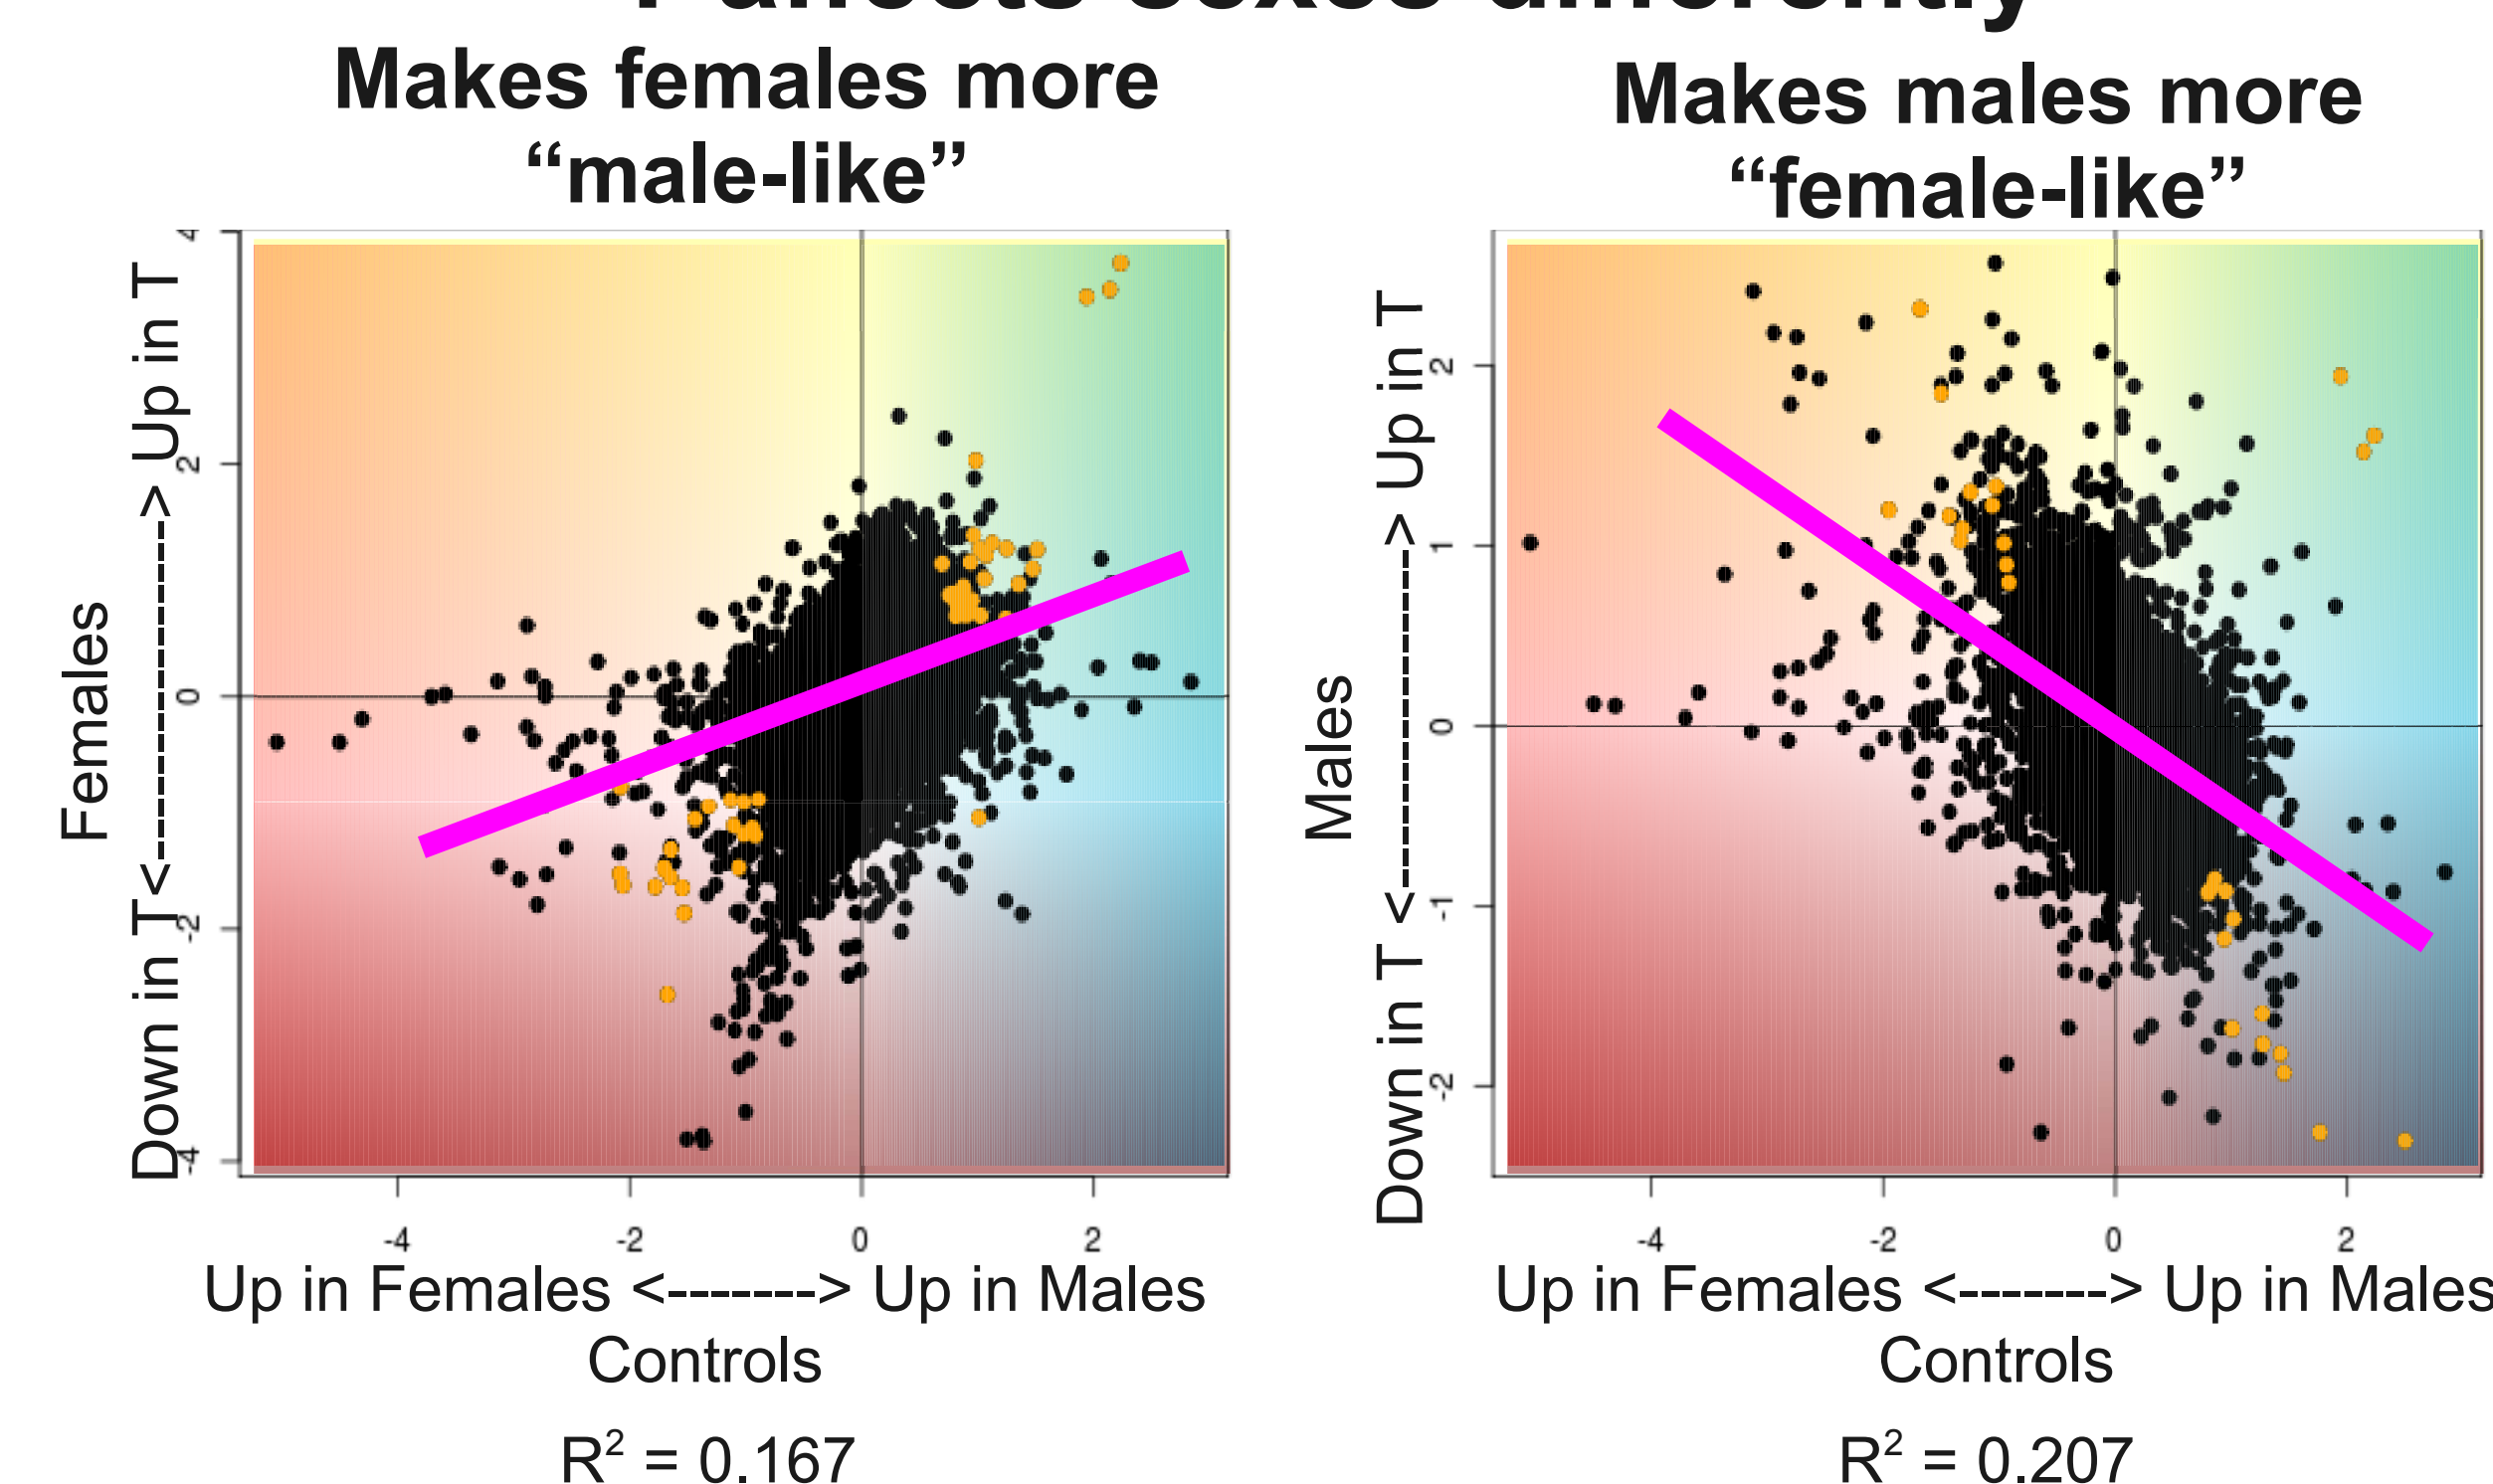 affects sexes differently
Makes females more
“male-like”
Makes males more
“female-like”
Females
Down in T<-------------------> Up in T
4
2
0
-2
-4
-4
-2
0
2
Up in Females <-------> Up in Males
Controls
R² = 0.167
Males
Down in T <-------------------> Up in T
2
1
0
-1
-2
-4
-2
0
2
Up in Females <-------> Up in Males
Controls
R² = 0.207